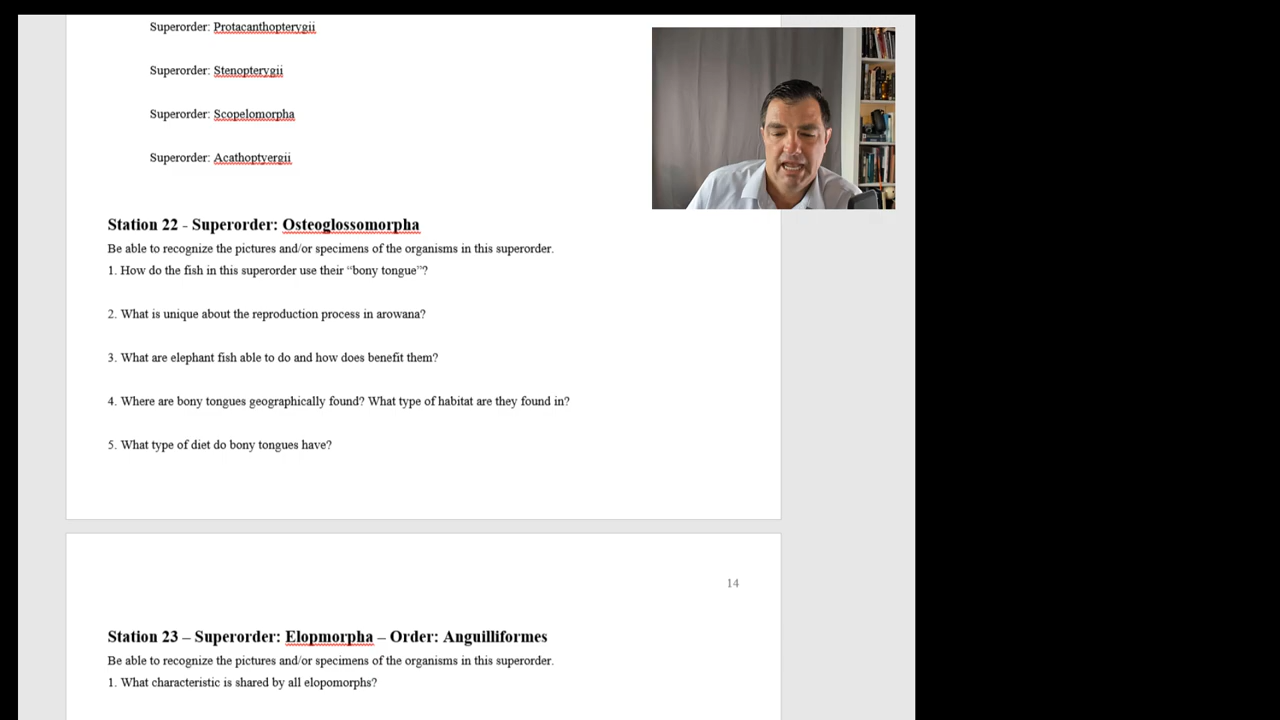 Superorder: Protacanthopterygii
Superorder: Stenopterygii
Superorder: Scopelomorpha
Superorder: Acathoptyergii
Station 22 - Superorder: Osteoglossomorpha
Be able to recognize the pictures and/or specimens of the organisms in this superorder.
1. How do the fish in this superorder use their “bony tongue”?
2. What is unique about the reproduction process in arowana?
3. What are elephant fish able to do and how does benefit them?
4. Where are bony tongues geographically found? What type of habitat are they found in?
5. What type of diet do bony tongues have?
14
Station 23 – Superorder: Elopmorpha – Order: Anguilliformes
Be able to recognize the pictures and/or specimens of the organisms in this superorder.
1. What characteristic is shared by all elopomorphs?